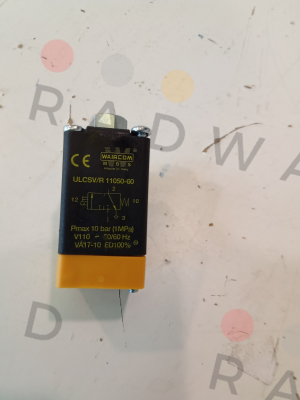 WAIRCOM
M B S
CE
ULCSV/R 11050-60
2
12
10
1 3
Pmax 10 bar (1MPa)
V110 ~ 50/60 Hz
VA17-10 ED100%
RADWA
D